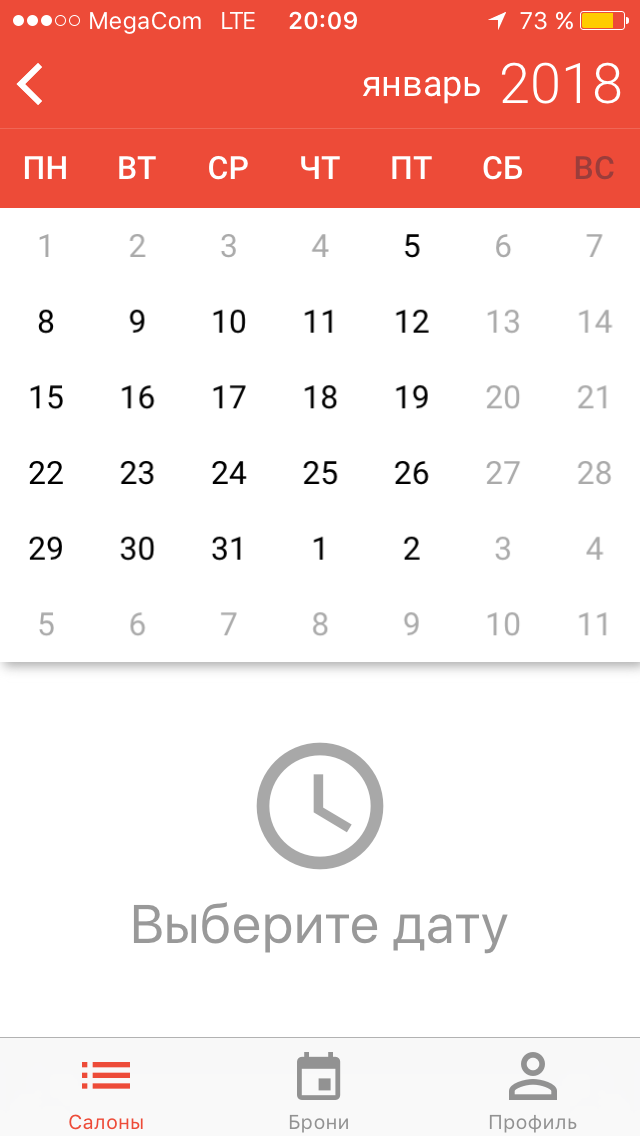 MegaCom LTE 20:09 73 %
январь 2018
ПН ВТ СР ЧТ ПТ СБ ВС
1 2 3 4 5 6 7
8 9 10 11 12 13 14
15 16 17 18 19 20 21
22 23 24 25 26 27 28
29 30 31 1 2 3 4
5 6 7 8 9 10 11
Выберите дату
Салоны Брони Профиль